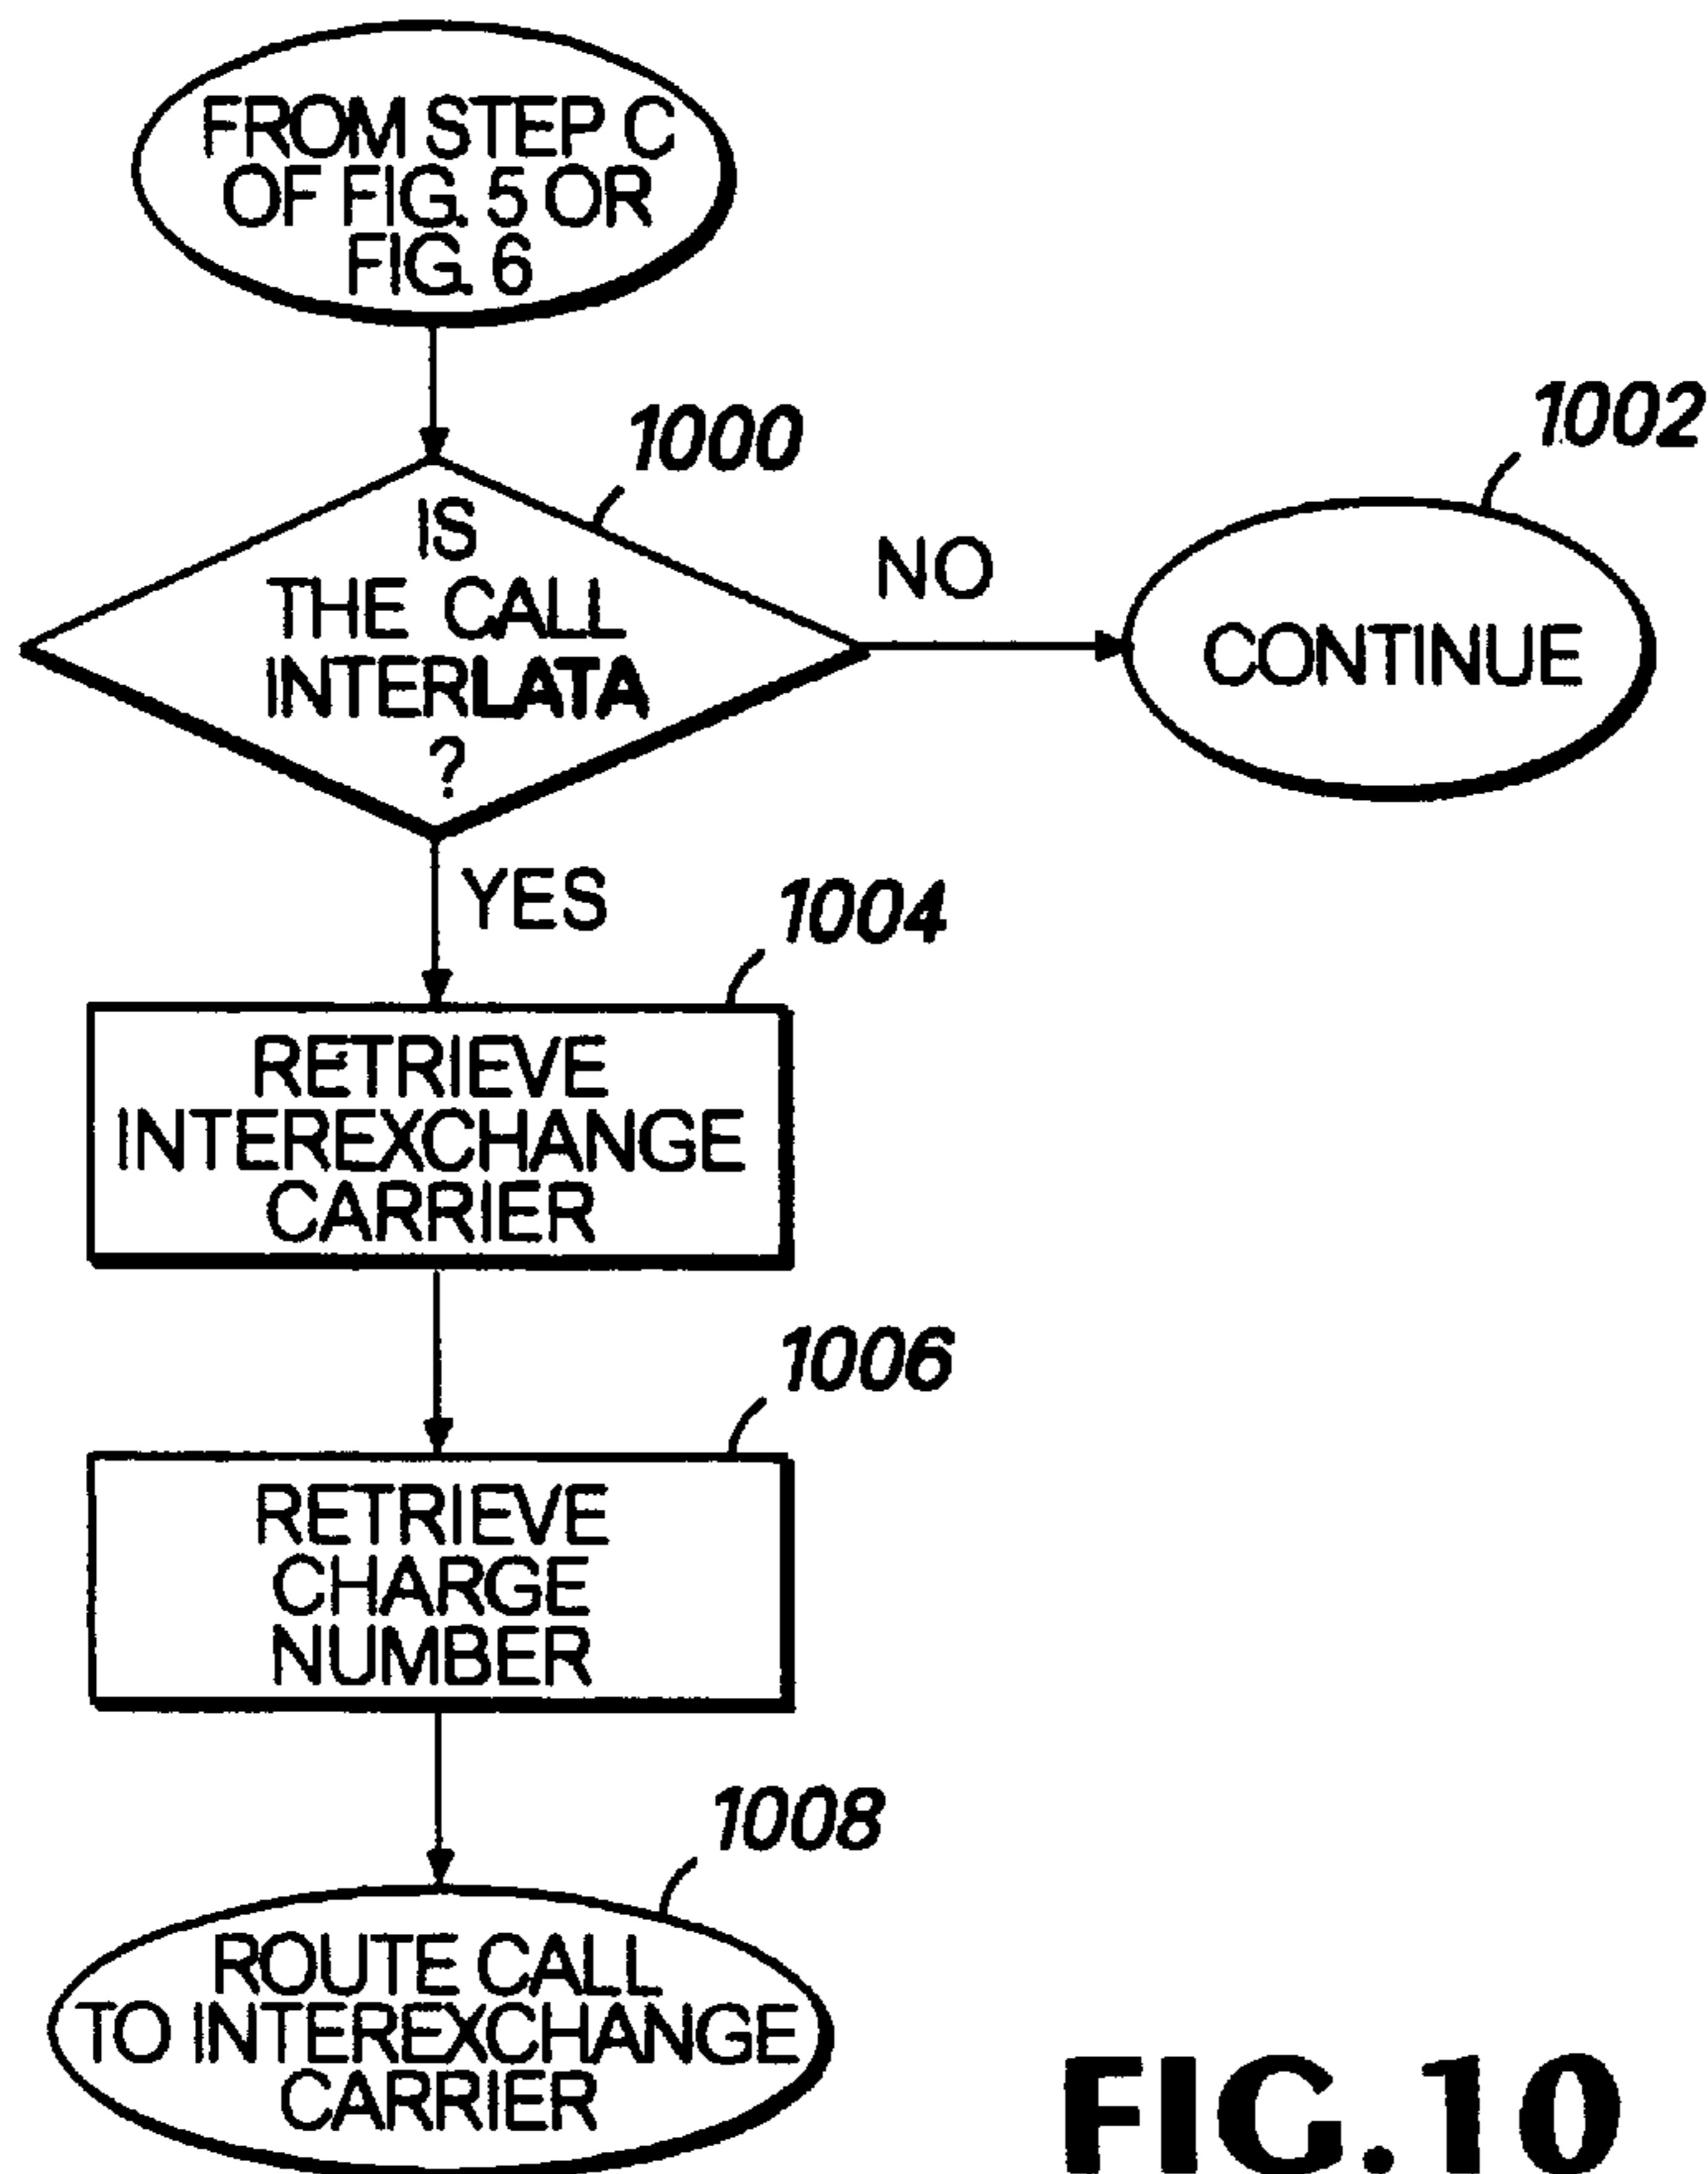 FROM STEP C
OF FIG. 5 OR
FIG. 6
1000
1002
IS
THE CALL
INTERLATA
?
NO
CONTINUE
YES
1004
RETRIEVE
INTEREXCHANGE
CARRIER
1006
RETRIEVE
CHARGE
NUMBER
1008
ROUTE CALL
TO INTEREXCHANGE
CARRIER
FIG. 10